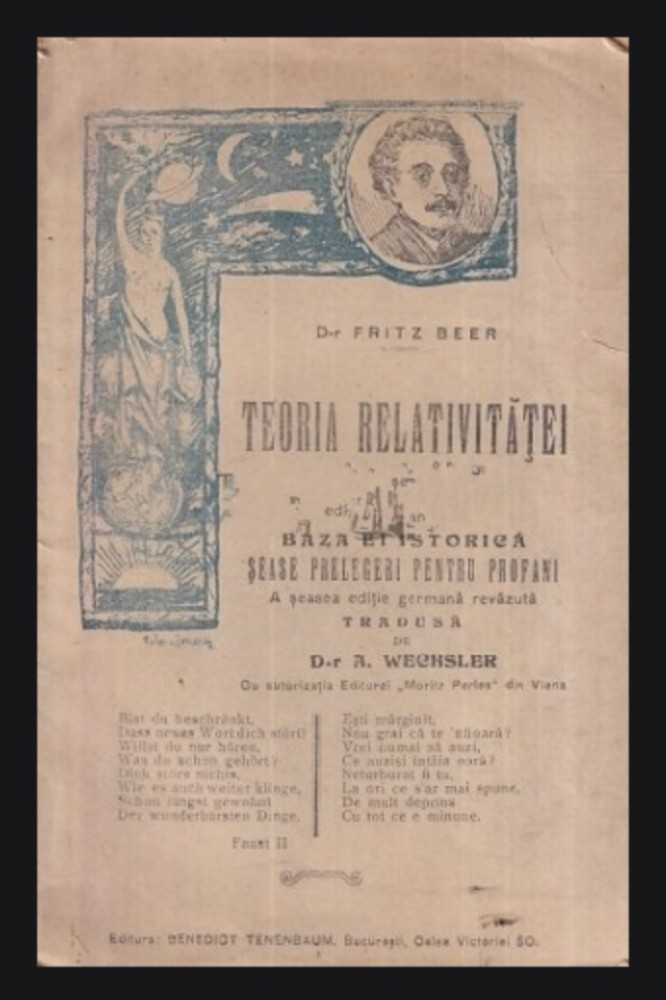 D-r FRITZ BEER
TEORIA RELATIVITĂŢEI
şi
BAZA EI ISTORICĂ
ŞEASE PRELEGERI PENTRU PROFANI
A şeasea ediţie germană revăzută
TRADUSĂ
DE
D-r A. WECHSLER
Cu autorizaţia Editurei „Moritz Perles" din Viena
Bist du beschränkt,
Dass neues Wort dich stört?
Willst du nur hören,
Was du schon gehört?
Dich störe nichts,
Wie es auch weiter klinge,
Schon längst gewohnt
Der wunderbarsten Dinge.
Faust II
Eşti mărginit,
Nou grai că te 'nfioară?
Vrei numai să auzi,
Ce auzişi intâia oară?
Neturburat fi tu,
La ori ce s'ar mai spune,
De mult deprins
Cu tot ce e minune.
Editura: BENEDICT TENENBAUM, Bucureşti, Calea Victoriei 50.